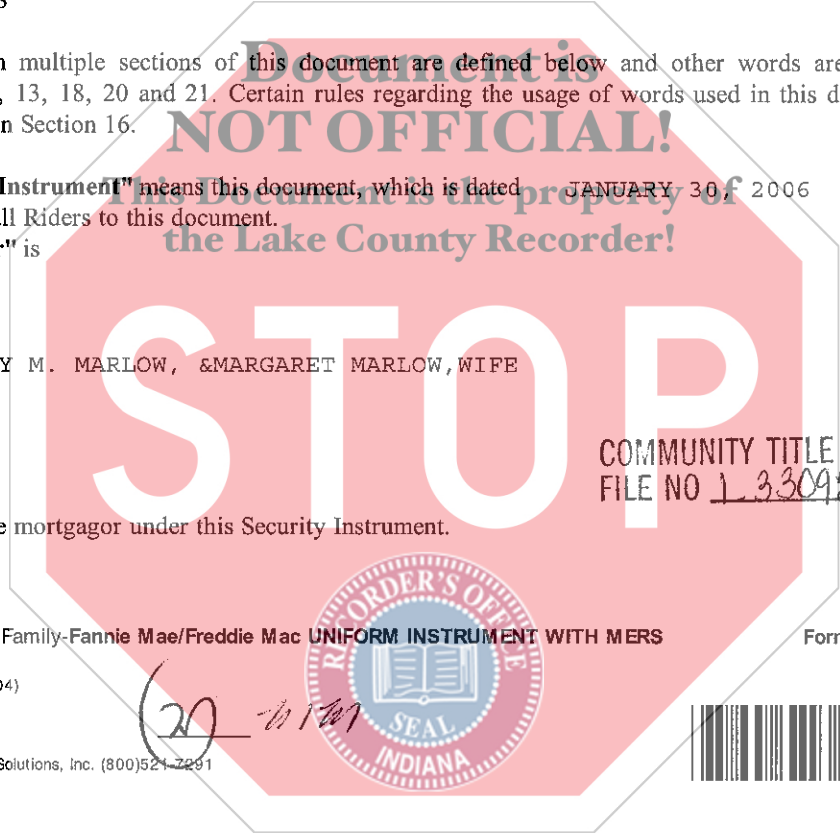 multiple sections of this document are defined below and other words are
, 13, 18, 20 and 21. Certain rules regarding the usage of words used in this d
n Section 16.
Document is
NOT OFFICIAL!
This Document is the property of
the Lake County Recorder!
Instrument" means this document, which is dated JANUARY 30, 2006
ll Riders to this document.
r" is
STOP
Y M. MARLOW, &MARGARET MARLOW,WIFE
COMMUNITY TITLE
FILE NO L 3309
e mortgagor under this Security Instrument.
Family-Fannie Mae/Freddie Mac UNIFORM INSTRUMENT WITH MERS Form
04)
20
Solutions, Inc. (800)521-7291
RECORDER'S OFFICE
SEAL
INDIANA